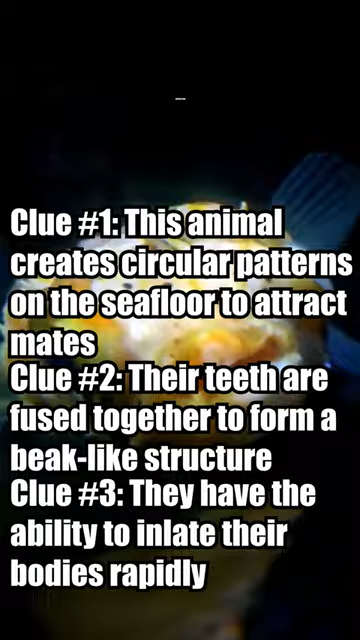 Clue #1: This animal
creates circular patterns
on the seafloor to attract
mates
Clue #2: Their teeth are
fused together to form a
beak-like structure
Clue #3: They have the
ability to inlate their
bodies rapidly